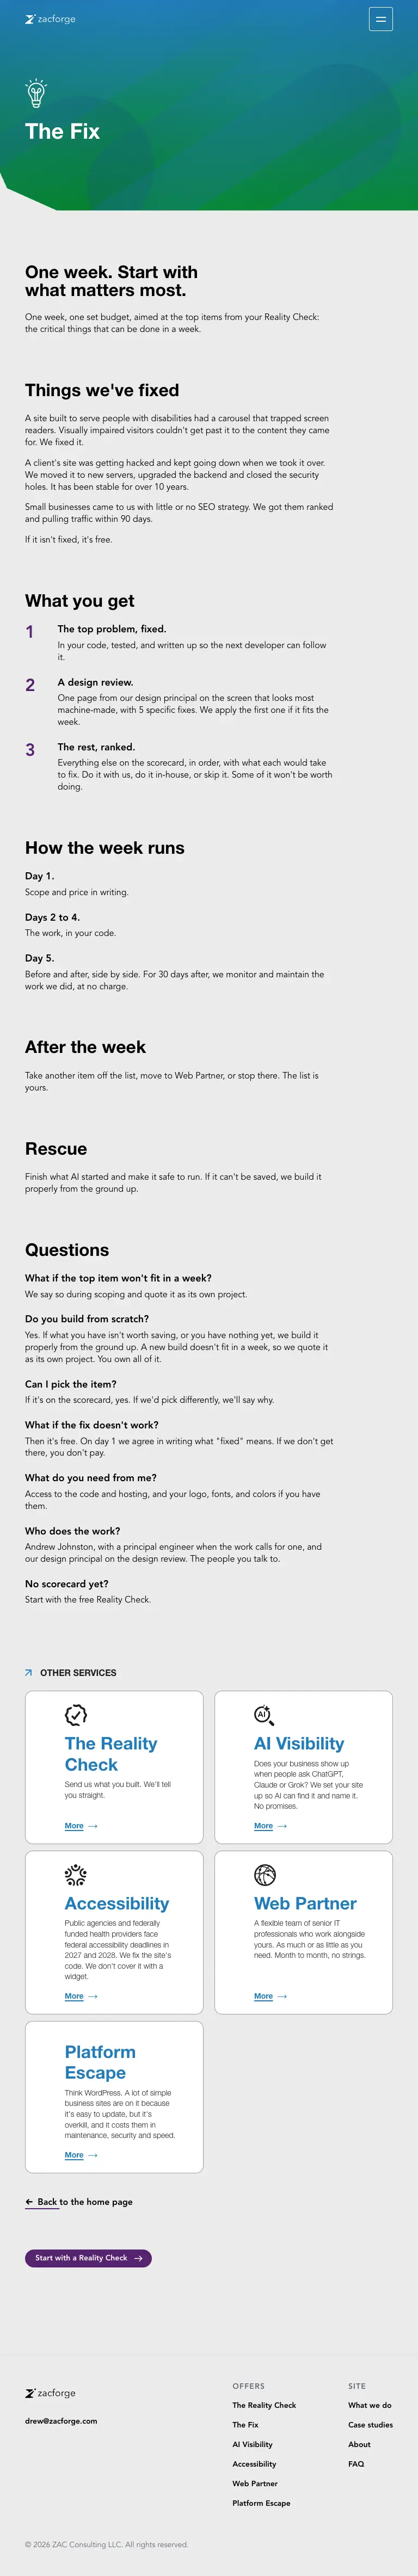 zacforge
The Fix
One week. Start with
what matters most.
One week, one set budget, aimed at the top items from your Reality Check:
the critical things that can be done in a week.
Things we've fixed
A site built to serve people with disabilities had a carousel that trapped screen
readers. Visually impaired visitors couldn't get past it to the content they came
for. We fixed it.
A client's site was getting hacked and kept going down when we took it over.
We moved it to new servers, upgraded the backend and closed the security
holes. It has been stable for over 10 years.
Small businesses came to us with little or no SEO strategy. We got them ranked
and pulling traffic within 90 days.
If it isn't fixed, it's free.
What you get
1
The top problem, fixed.
In your code, tested, and written up so the next developer can follow
it.
2
A design review.
One page from our design principal on the screen that looks most
machine-made, with 5 specific fixes. We apply the first one if it fits the
week.
3
The rest, ranked.
Everything else on the scorecard, in order, with what each would take
to fix. Do it with us, do it in-house, or skip it. Some of it won't be worth
doing.
How the week runs
Day 1.
Scope and price in writing.
Days 2 to 4.
The work, in your code.
Day 5.
Before and after, side by side. For 30 days after, we monitor and maintain the
work we did, at no charge.
After the week
Take another item off the list, move to Web Partner, or stop there. The list is
yours.
Rescue
Finish what AI started and make it safe to run. If it can't be saved, we build it
properly from the ground up.
Questions
What if the top item won't fit in a week?
We say so during scoping and quote it as its own project.
Do you build from scratch?
Yes. If what you have isn't worth saving, or you have nothing yet, we build it
properly from the ground up. A new build doesn't fit in a week, so we quote it
as its own project. You own all of it.
Can I pick the item?
If it's on the scorecard, yes. If we'd pick differently, we'll say why.
What if the fix doesn't work?
Then it's free. On day 1 we agree in writing what "fixed" means. If we don't get
there, you don't pay.
What do you need from me?
Access to the code and hosting, and your logo, fonts, and colors if you have
them.
Who does the work?
Andrew Johnston, with a principal engineer when the work calls for one, and
our design principal on the design review. The people you talk to.
No scorecard yet?
Start with the free Reality Check.
OTHER SERVICES
The Reality
Check
Send us what you built. We'll tell
you straight.
More
AI
AI Visibility
Does your business show up
when people ask ChatGPT,
Claude or Grok? We set your site
up so AI can find it and name it.
No promises.
More
Accessibility
Public agencies and federally
funded health providers face
federal accessibility deadlines in
2027 and 2028. We fix the site's
code. We don't cover it with a
widget.
More
Web Partner
A flexible team of senior IT
professionals who work alongside
yours. As much or as little as you
need. Month to month, no strings.
More
Platform
Escape
Think WordPress. A lot of simple
business sites are on it because
it's easy to update, but it's
overkill, and it costs them in
maintenance, security and speed.
More
Back to the home page
Start with a Reality Check
zacforge
drew@zacforge.com
OFFERS
The Reality Check
The Fix
AI Visibility
Accessibility
Web Partner
Platform Escape
SITE
What we do
Case studies
About
FAQ
© 2026 ZAC Consulting LLC. All rights reserved.